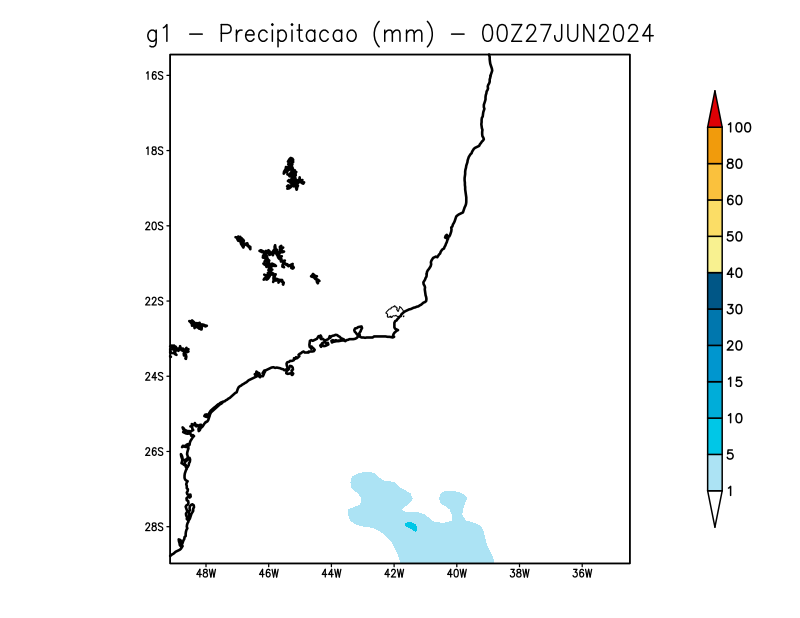 g1 – Precipitacao (mm) – 00Z27JUN2024
16S
18S
20S
22S
24S
26S
28S
48W 46W 44W 42W 40W 38W 36W
100
80
60
50
40
30
20
15
10
5
1